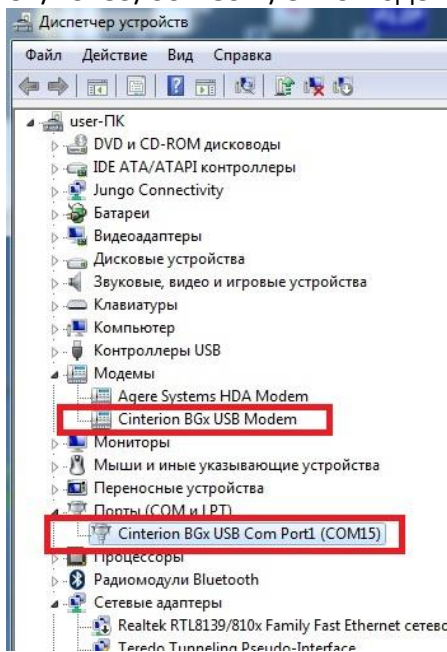 Диспетчер устройств
Файл Действие Вид Справка
user-ПК
DVD и CD-ROM дисководы
IDE ATA/ATAPI контроллеры
Jungo Connectivity
Батареи
Видеоадаптеры
Дисковые устройства
Звуковые, видео и игровые устройства
Клавиатуры
Компьютер
Контроллеры USB
Модемы
Agere Systems HDA Modem
Cinterion BGx USB Modem
Мониторы
Мыши и иные указывающие устройства
Переносные устройства
Порты (COM и LPT)
Cinterion BGx USB Com Port1 (COM15)
Процессоры
Радиомодули Bluetooth
Сетевые адаптеры
Realtek RTL8139/810x Family Fast Ethernet сетево
Teredo Tunneling Pseudo-Interface